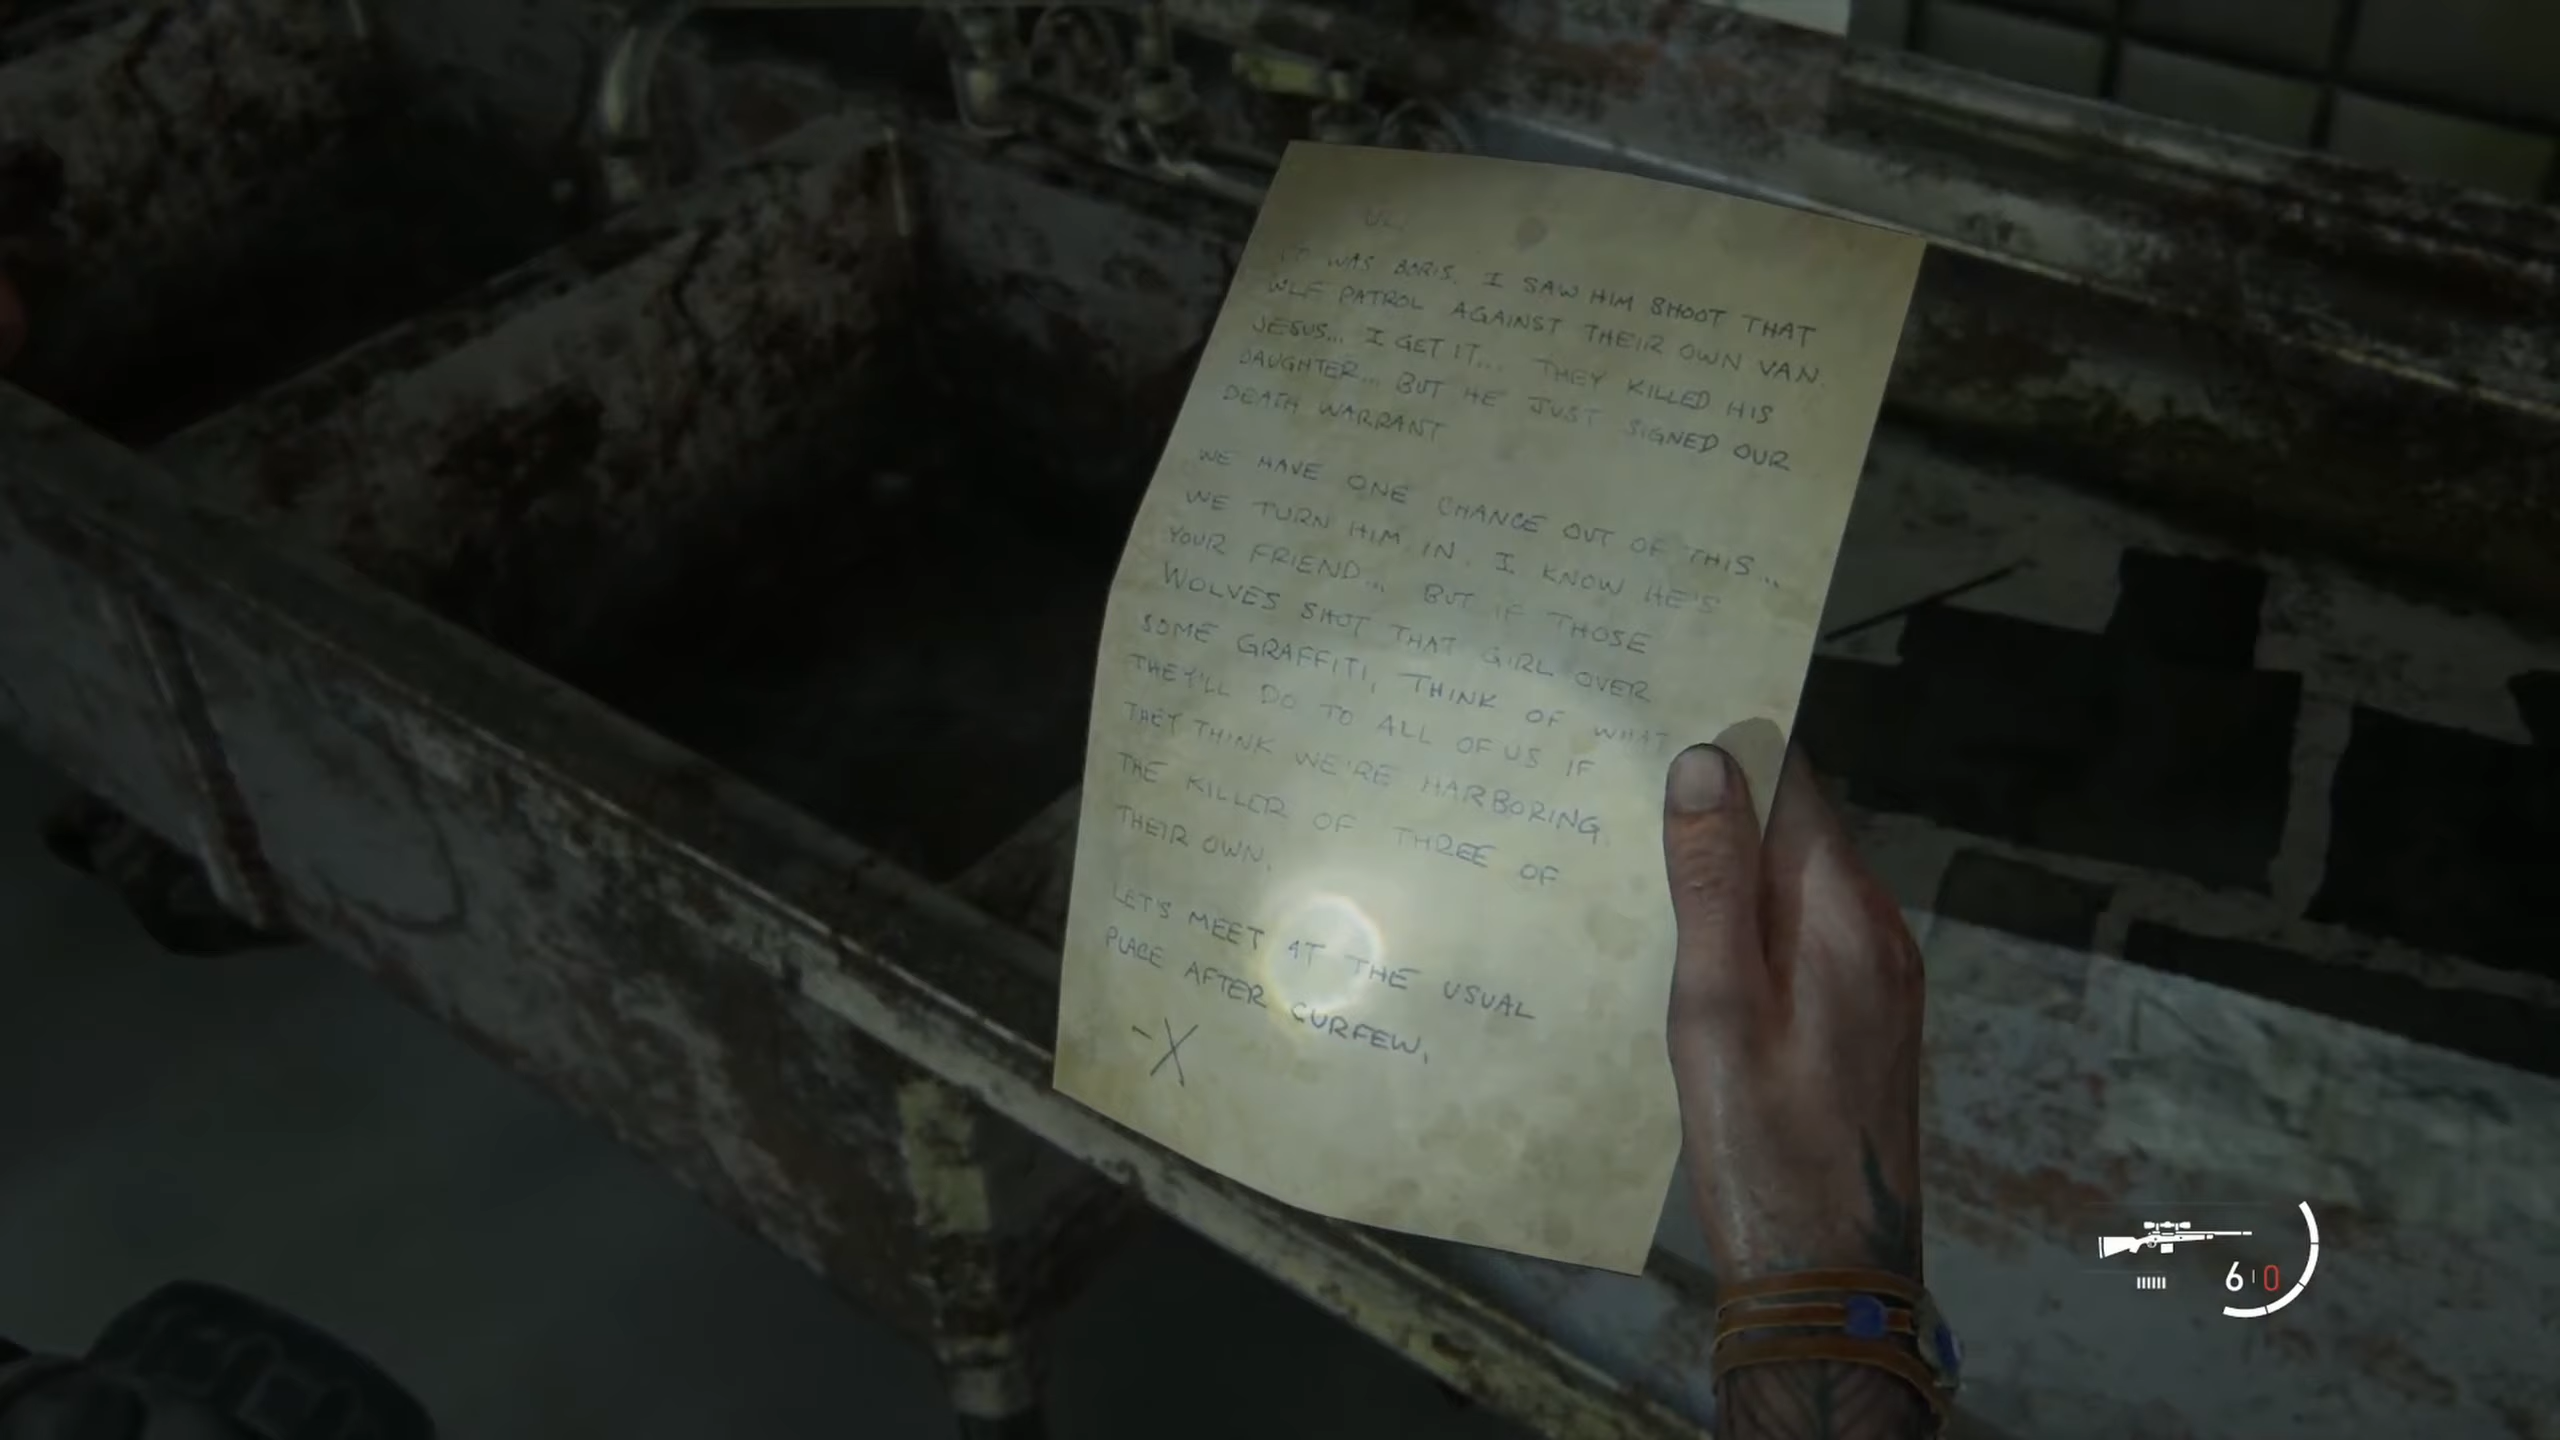 IT WAS BORIS. I SAW HIM SHOOT THAT
WLF PATROL AGAINST THEIR OWN VAN.
JESUS... I GET IT... THEY KILLED HIS
DAUGHTER... BUT HE JUST SIGNED OUR
DEATH WARRANT
WE HAVE ONE CHANCE OUT OF THIS...
WE TURN HIM IN. I KNOW HE'S
YOUR FRIEND... BUT IF THOSE
WOLVES SHOT THAT GIRL OVER
SOME GRAFFITI, THINK OF WHAT
THEY'LL DO TO ALL OF US IF
THEY THINK WE'RE HARBORING
THE KILLER OF THREE OF
THEIR OWN.
LET'S MEET AT THE USUAL
PLACE AFTER CURFEW.
-X
6 | 0